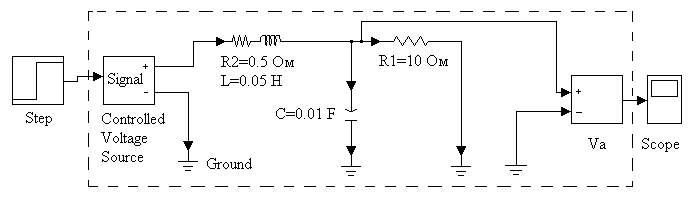 Signal
+
-
R2=0.5 Ом
L=0.05 H
R1=10 Ом
C=0.01 F
+
-
Step
Controlled
Voltage
Source
Ground
Va
Scope